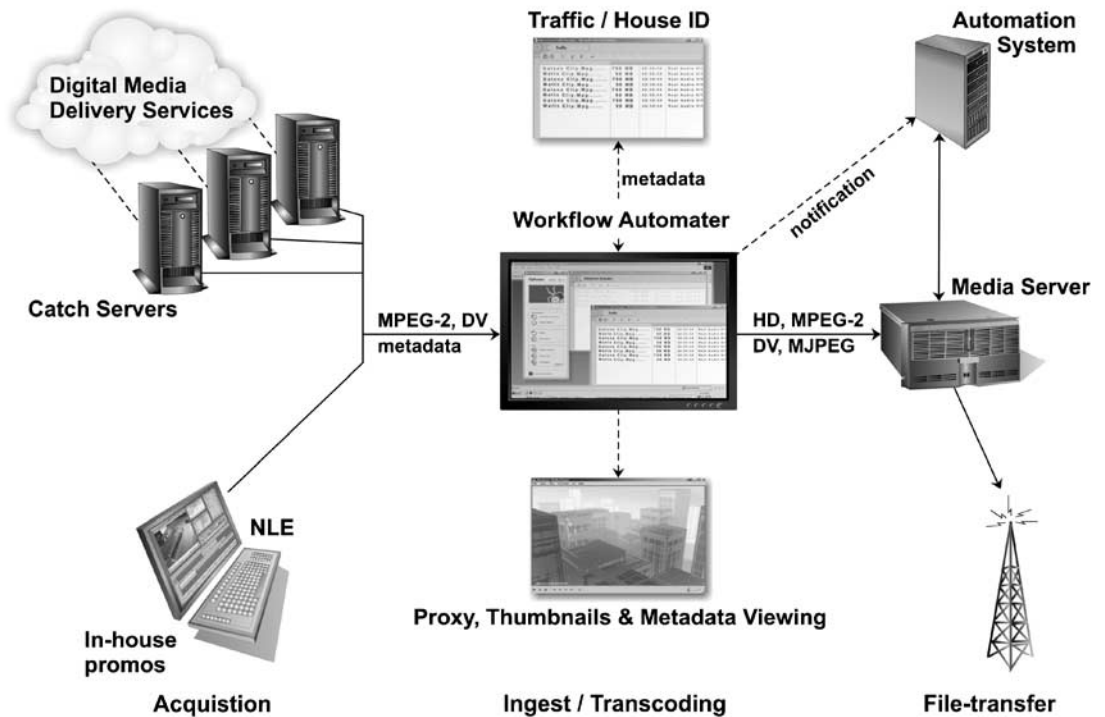 Traffic / House ID
Automation
System
Digital Media
Delivery Services
metadata
notification
Workflow Automater
Catch Servers
Media Server
MPEG-2, DV
metadata
HD, MPEG-2
DV, MJPEG
NLE
Proxy, Thumbnails & Metadata Viewing
In-house
promos
Acquistion
Ingest / Transcoding
File-transfer